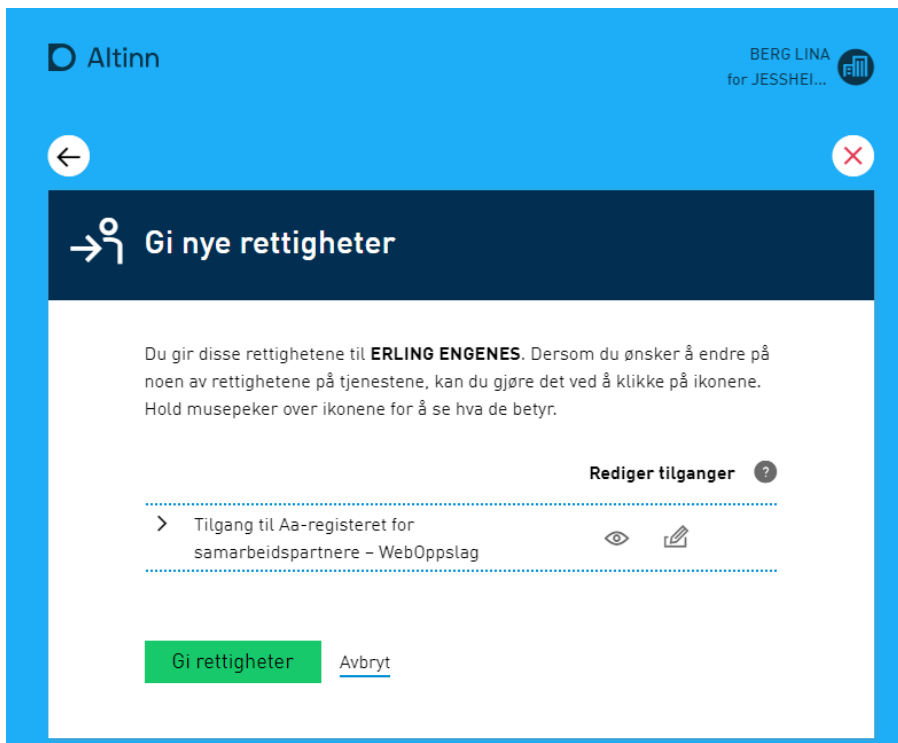 Altinn
BERG LINA
for JESSHEI...
Gi nye rettigheter
Du gir disse rettighetene til ERLING ENGENES. Dersom du ønsker å endre på
noen av rettighetene på tjenestene, kan du gjøre det ved å klikke på ikonene.
Hold musepeker over ikonene for å se hva de betyr.
Rediger tilganger ?
Tilgang til Aa-registeret for
samarbeidspartnere – WebOppslag
Gi rettigheter Avbryt